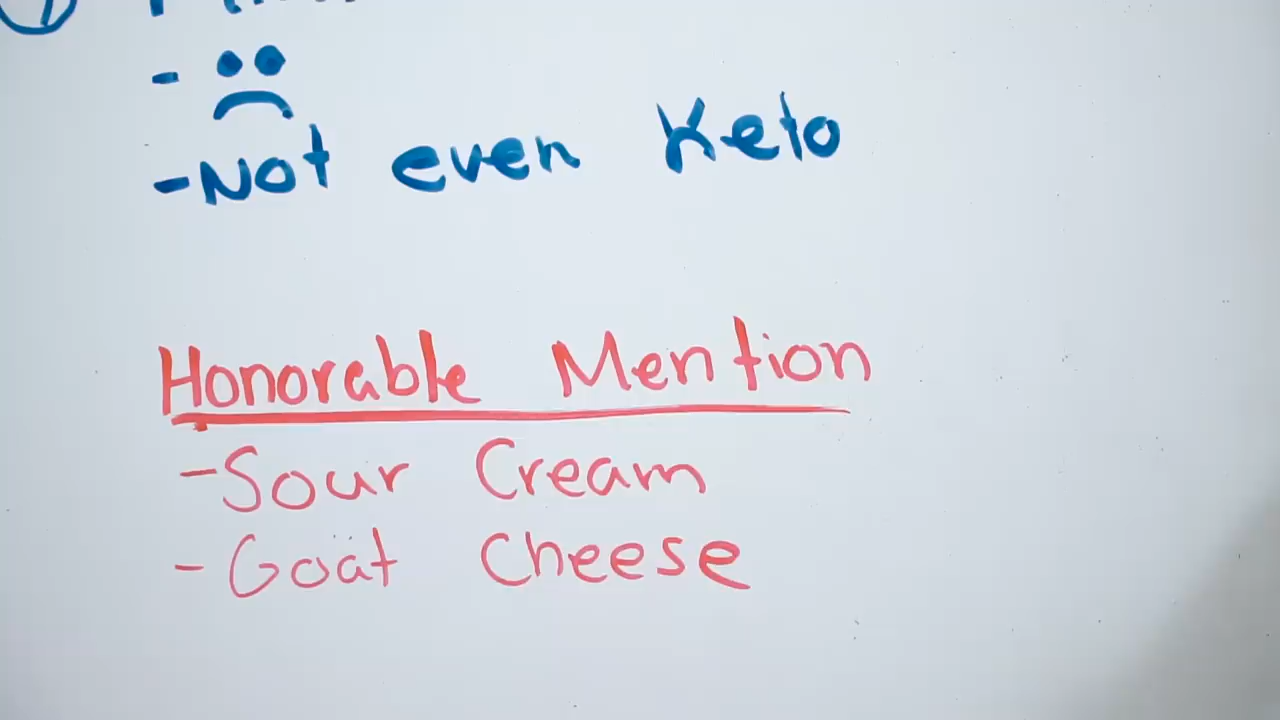 - Not even Keto
Honorable Mention
- Sour Cream
- Goat Cheese